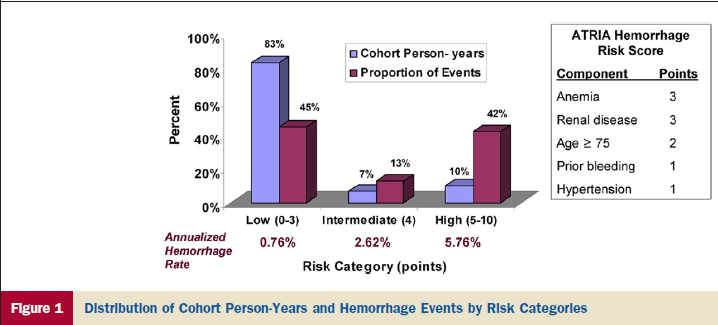 100%
80%
60%
40%
20%
0%
Percent
83%
45%
7%
13%
10%
42%
Cohort Person- years
Proportion of Events
Low (0-3) Intermediate (4) High (5-10)
Annualized
Hemorrhage
Rate
0.76% 2.62% 5.76%
Risk Category (points)
ATRIA Hemorrhage
Risk Score
Component Points
Anemia 3
Renal disease 3
Age ≥ 75 2
Prior bleeding 1
Hypertension 1
Figure 1 Distribution of Cohort Person-Years and Hemorrhage Events by Risk Categories